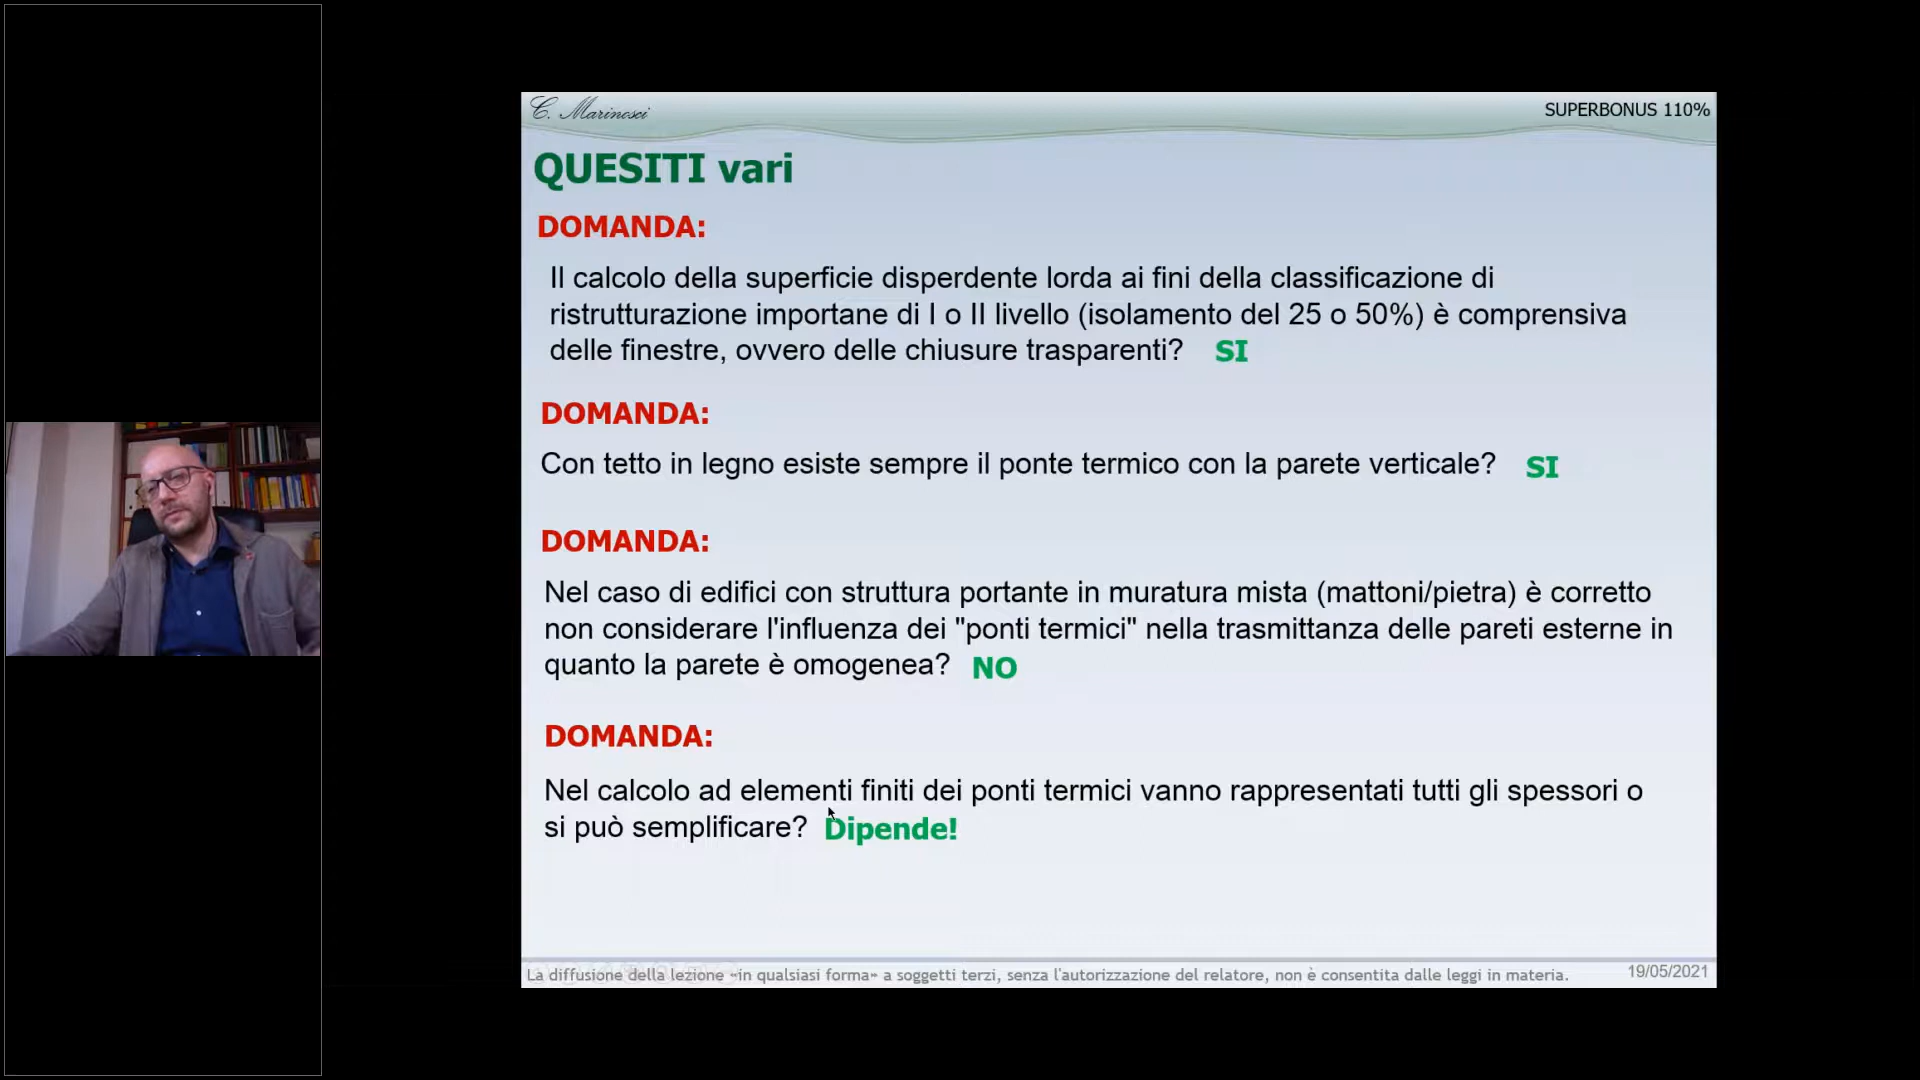 C. Marinosci
SUPERBONUS 110%
QUESITI vari
DOMANDA:
Il calcolo della superficie disperdente lorda ai fini della classificazione di
ristrutturazione importane di I o II livello (isolamento del 25 o 50%) è comprensiva
delle finestre, ovvero delle chiusure trasparenti? SI
DOMANDA:
Con tetto in legno esiste sempre il ponte termico con la parete verticale? SI
DOMANDA:
Nel caso di edifici con struttura portante in muratura mista (mattoni/pietra) è corretto
non considerare l'influenza dei "ponti termici" nella trasmittanza delle pareti esterne in
quanto la parete è omogenea? NO
DOMANDA:
Nel calcolo ad elementi finiti dei ponti termici vanno rappresentati tutti gli spessori o
si può semplificare? Dipende!
La diffusione della lezione «in qualsiasi forma» a soggetti terzi, senza l'autorizzazione del relatore, non è consentita dalle leggi in materia.
19/05/2021